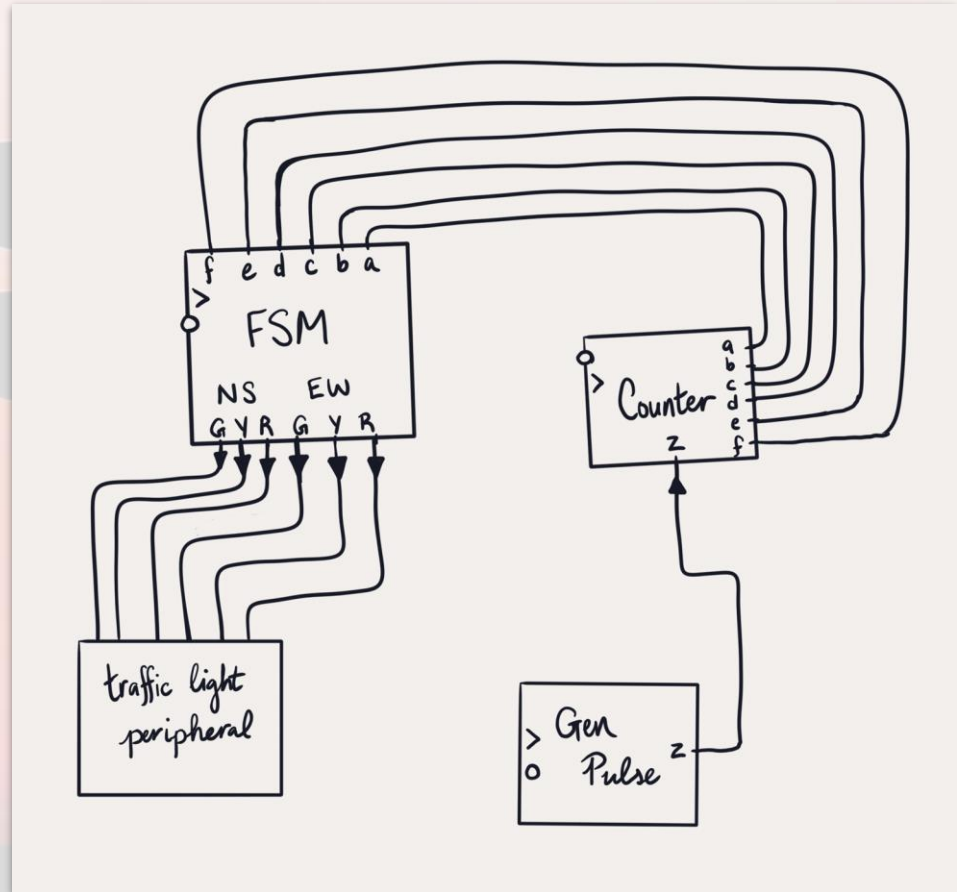 f e d c b a
>
FSM
NS EW
G Y R G Y R
a
b
>
c
Counter
d
e
z
f
traffic light
peripheral
>
Gen
Pulse
z